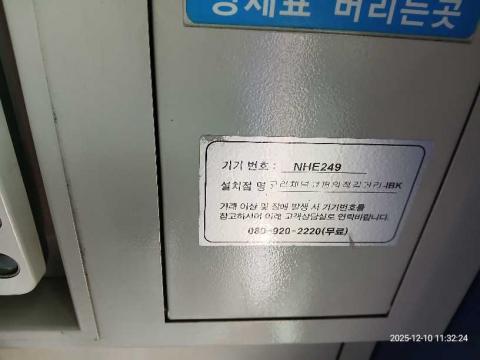 명세표 버리는곳
기기 번호 : NHE249
설치점 명 IBK
거래 이상 및 장애 발생 시 기기번호를
참고하시어 아래 고객상담실로 연락바랍니다.
080-920-2220(무료)
2025-12-10 11:32:24